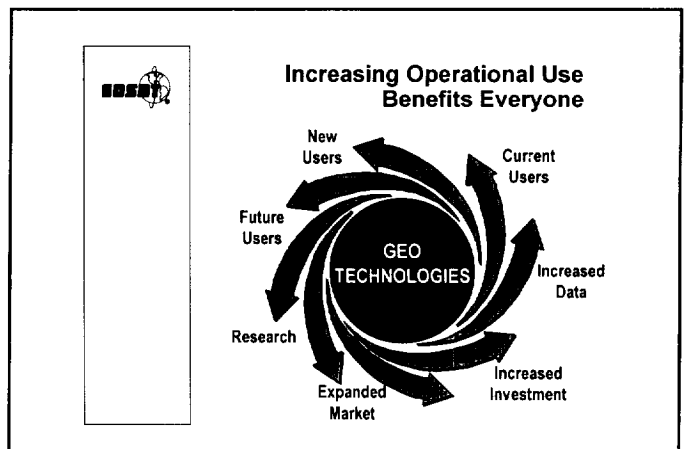 EOSAT
Increasing Operational Use
Benefits Everyone
New
Users
Current
Users
Future
Users
GEO
TECHNOLOGIES
Increased
Data
Research
Increased
Investment
Expanded
Market